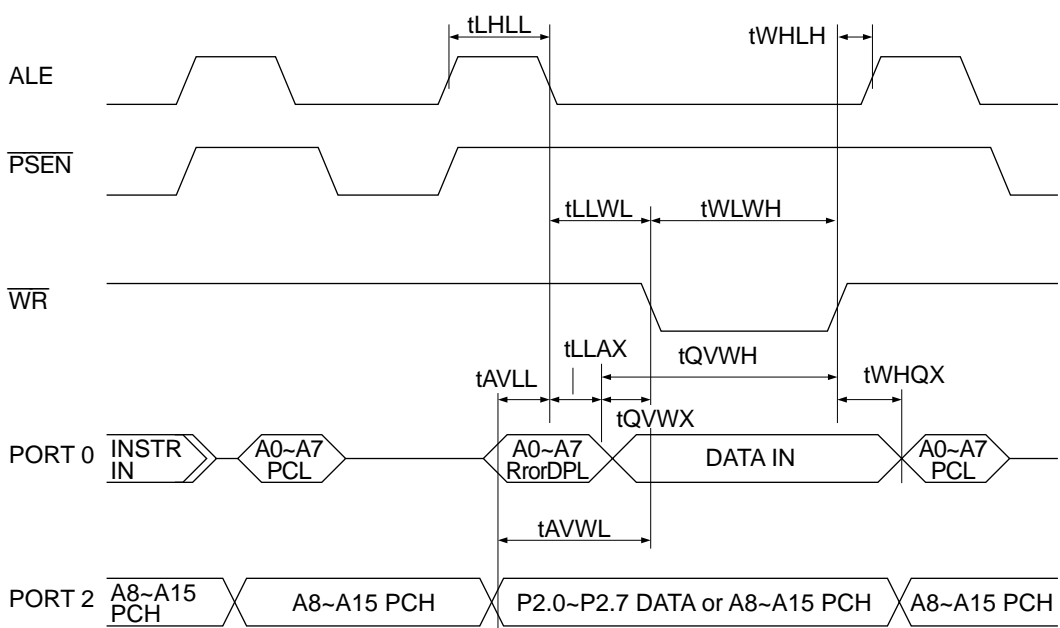 tLHLL
tWHLH
ALE
PSEN
tLLWL
tWLWH
WR
tLLAX
tQVWH
tAVLL
tWHQX
tQVWX
PORT 0
INSTR
IN
A0~A7
PCL
A0~A7
RrorDPL
DATA IN
A0~A7
PCL
tAVWL
PORT 2
A8~A15
PCH
A8~A15 PCH
P2.0~P2.7 DATA or A8~A15 PCH
A8~A15 PCH